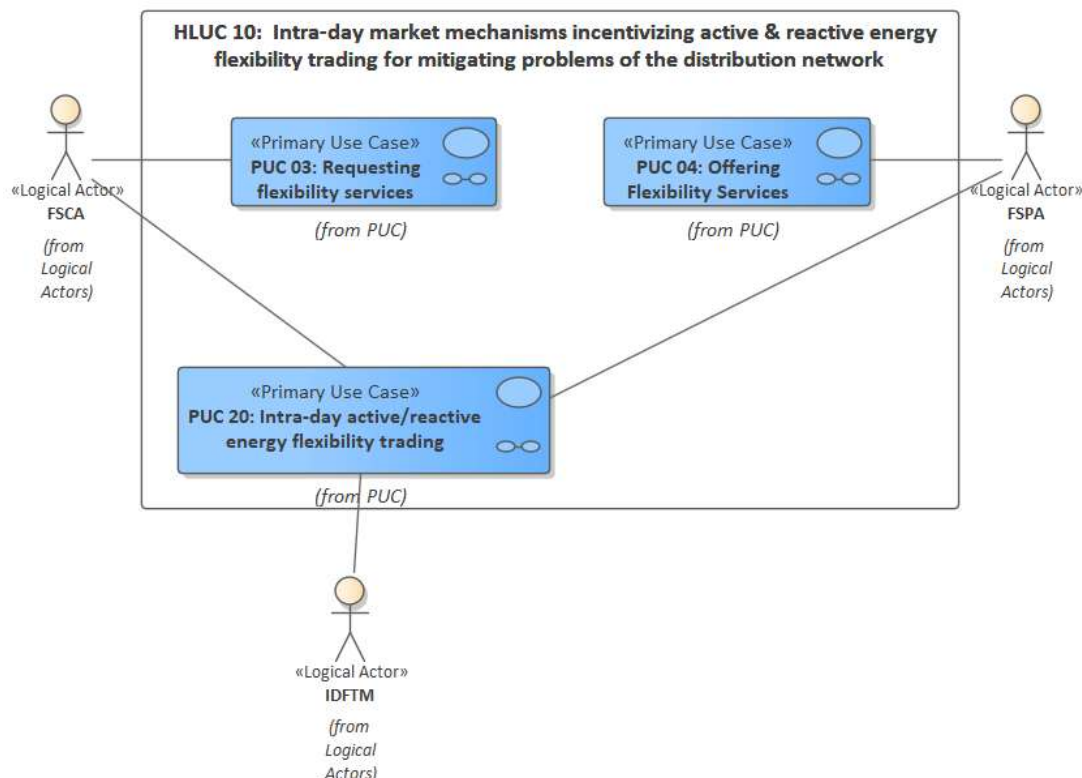 HLUC 10:  Intra-day market mechanisms incentivizing active & reactive energy
flexibility trading for mitigating problems of the distribution network
«Logical Actor»
FSCA
(from
Logical
Actors)
«Primary Use Case»
PUC 03: Requesting
flexibility services
(from PUC)
«Primary Use Case»
PUC 04: Offering
Flexibility Services
(from PUC)
«Logical Actor»
FSPA
(from
Logical
Actors)
«Primary Use Case»
PUC 20: Intra-day active/reactive
energy flexibility trading
(from PUC)
«Logical Actor»
IDFTM
(from
Logical
Actors)